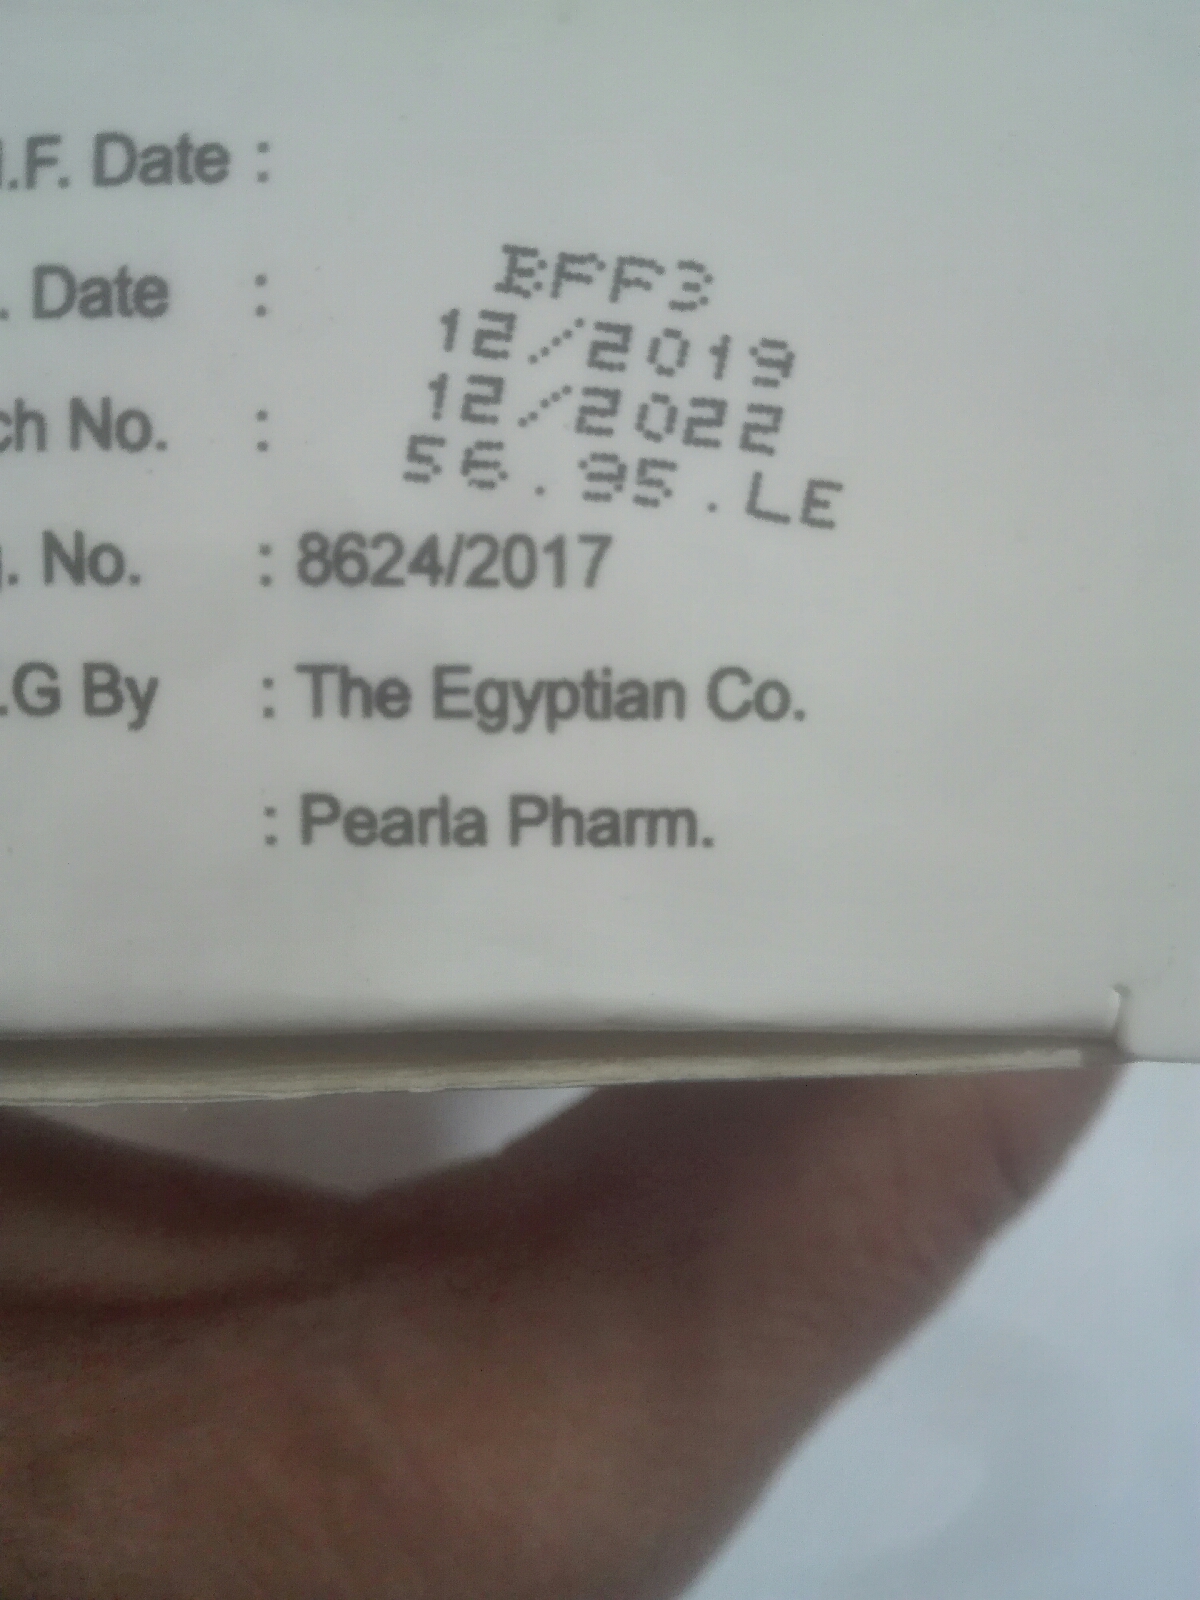 .F. Date :
. Date :
BFF3
12/2019
12/2022
56.95.LE
ch No. :
. No. : 8624/2017
.G By : The Egyptian Co.
: Pearla Pharm.